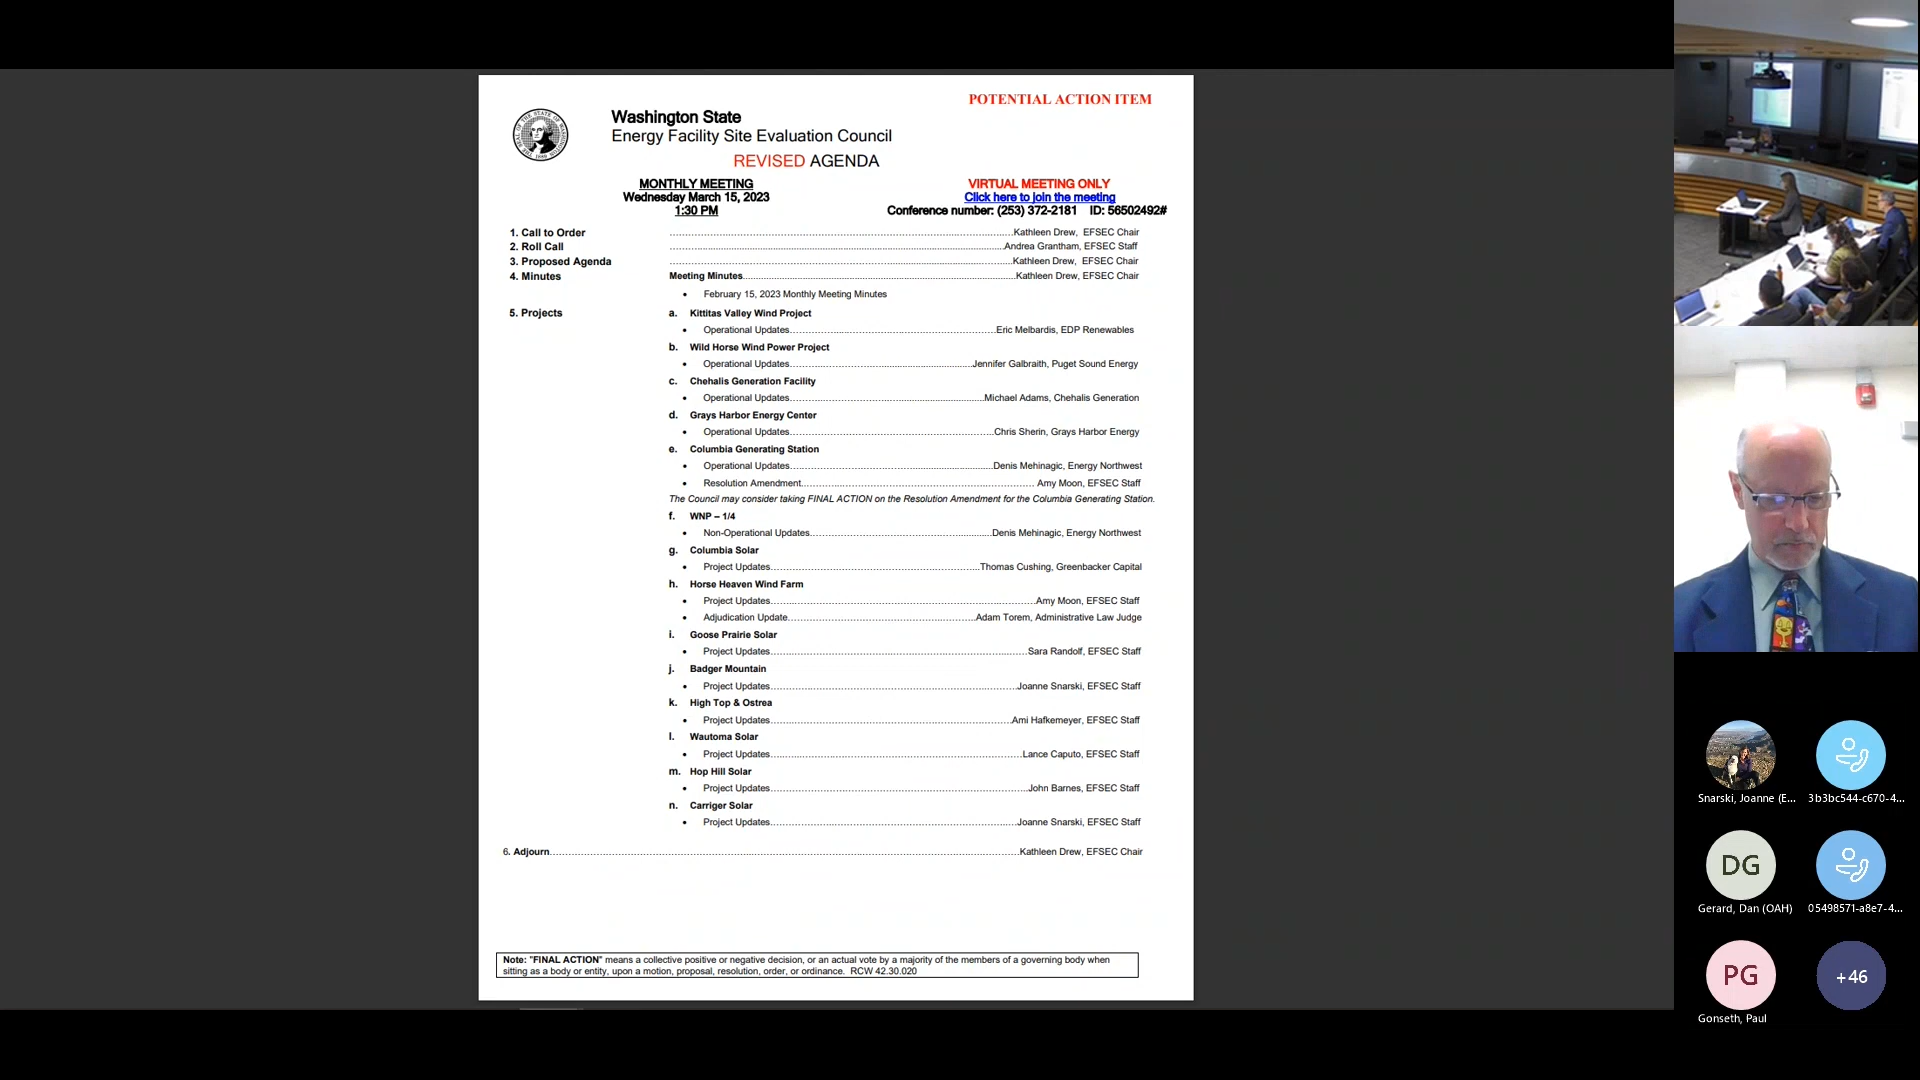 POTENTIAL ACTION ITEM
Washington State
Energy Facility Site Evaluation Council
REVISED AGENDA
MONTHLY MEETING
Wednesday March 15, 2023
1:30 PM
VIRTUAL MEETING ONLY
Click here to join the meeting
Conference number: (253) 372-2181 ID: 56502492#
1. Call to Order ....Kathleen Drew, EFSEC Chair
2. Roll Call ....Andrea Grantham, EFSEC Staff
3. Proposed Agenda ....Kathleen Drew, EFSEC Chair
4. Minutes Meeting Minutes....Kathleen Drew, EFSEC Chair
• February 15, 2023 Monthly Meeting Minutes
5. Projects a. Kittitas Valley Wind Project
• Operational Updates....Eric Melbardis, EDP Renewables
b. Wild Horse Wind Power Project
• Operational Updates....Jennifer Galbraith, Puget Sound Energy
c. Chehalis Generation Facility
• Operational Updates....Michael Adams, Chehalis Generation
d. Grays Harbor Energy Center
• Operational Updates....Chris Sherin, Grays Harbor Energy
e. Columbia Generating Station
• Operational Updates....Denis Mehinagic, Energy Northwest
• Resolution Amendment.... Amy Moon, EFSEC Staff
The Council may consider taking FINAL ACTION on the Resolution Amendment for the Columbia Generating Station.
f. WNP – 1/4
• Non-Operational Updates....Denis Mehinagic, Energy Northwest
g. Columbia Solar
• Project Updates....Thomas Cushing, Greenbacker Capital
h. Horse Heaven Wind Farm
• Project Updates....Amy Moon, EFSEC Staff
• Adjudication Update....Adam Torem, Administrative Law Judge
i. Goose Prairie Solar
• Project Updates....Sara Randolf, EFSEC Staff
j. Badger Mountain
• Project Updates....Joanne Snarski, EFSEC Staff
k. High Top & Ostrea
• Project Updates....Ami Hafkemeyer, EFSEC Staff
l. Wautoma Solar
• Project Updates....Lance Caputo, EFSEC Staff
m. Hop Hill Solar
• Project Updates....John Barnes, EFSEC Staff
n. Carriger Solar
• Project Updates....Joanne Snarski, EFSEC Staff
6. Adjourn....Kathleen Drew, EFSEC Chair
Note: "FINAL ACTION" means a collective positive or negative decision, or an actual vote by a majority of the members of a governing body when
sitting as a body or entity, upon a motion, proposal, resolution, order, or ordinance. RCW 42.30.020
Snarski, Joanne (E...
3b3bc544-c670-4...
DG
Gerard, Dan (OAH)
05498571-a8e7-4...
PG
Gonseth, Paul
+46